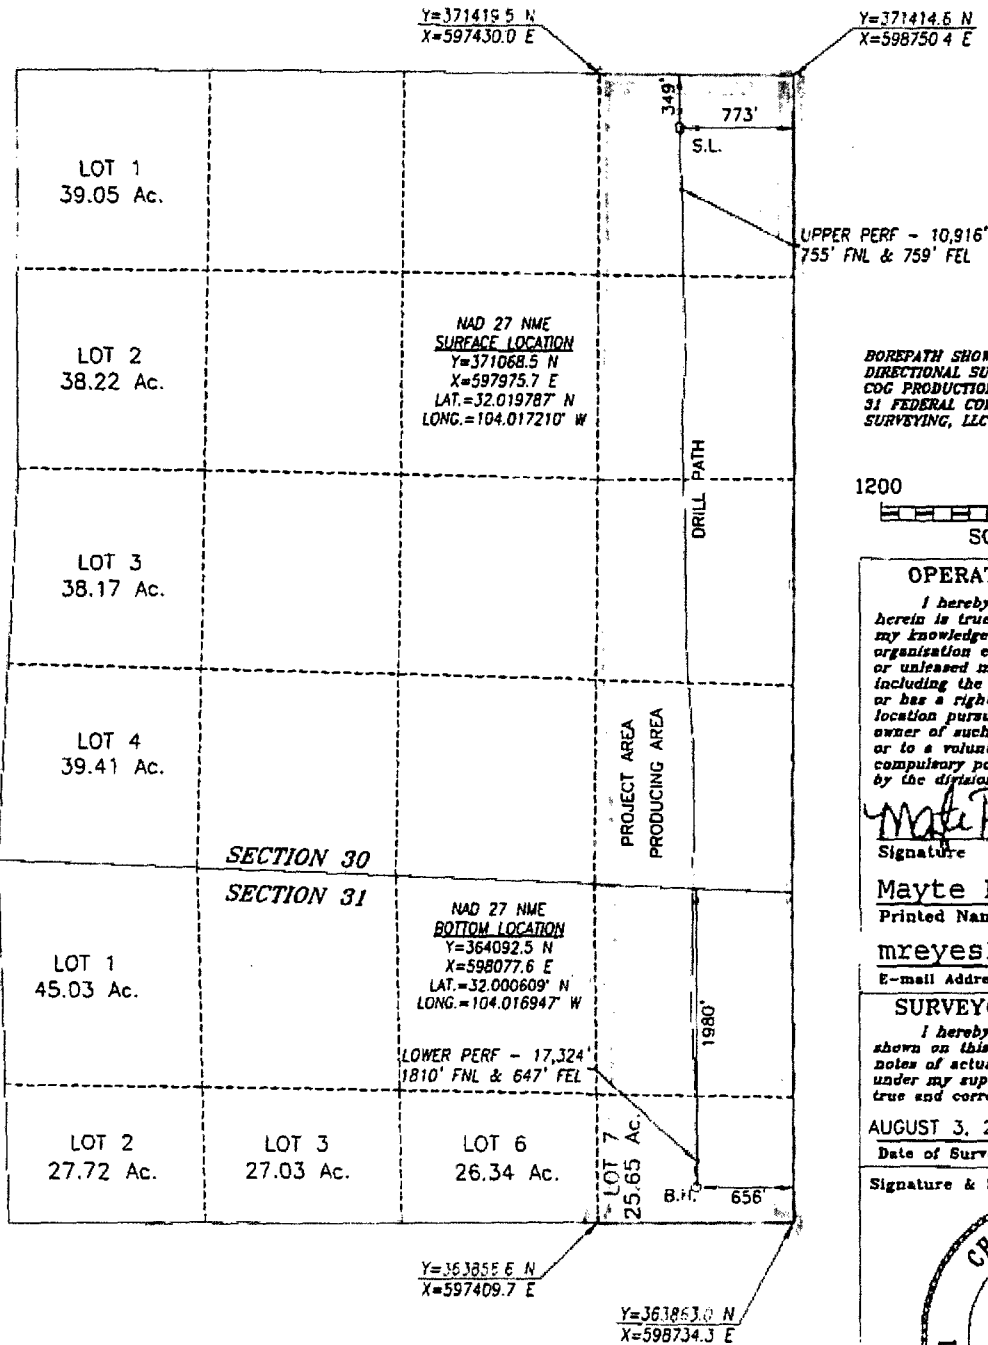 Y=371419.5 N
X=597430.0 E
Y=371414.6 N
X=598750.4 E
349'
773'
S.L.
LOT 1
39.05 Ac.
UPPER PERF - 10,916'
755' FNL & 759' FEL
LOT 2
38.22 Ac.
NAD 27 NME
SURFACE LOCATION
Y=371068.5 N
X=597975.7 E
LAT.=32.019787° N
LONG.=104.017210° W
BOREPATH SHOW
DIRECTIONAL SU
COG PRODUCTIO
31 FEDERAL CO
SURVEYING, LLC
DRILL PATH
1200
SC
LOT 3
38.17 Ac.
OPERAT
I hereby
herein is true
my knowledge
organisation e
or unleased m
including the
or has a righ
location pursu
owner of such
or to a volun
compulsory po
by the division
LOT 4
39.41 Ac.
PROJECT AREA
PRODUCING AREA
Signature
SECTION 30
SECTION 31
Mayte
Printed Nam
mreyes
E-mail Addre
LOT 1
45.03 Ac.
NAD 27 NME
BOTTOM LOCATION
Y=364092.5 N
X=598077.6 E
LAT.=32.000609° N
LONG.=104.016947° W
1980'
LOWER PERF - 17,324'
1810' FNL & 647' FEL
SURVEYO
I hereby
shown on this
notes of actua
under my sup
true and corre
AUGUST 3, 2
Date of Surv
Signature &
LOT 2
27.72 Ac.
LOT 3
27.03 Ac.
LOT 6
26.34 Ac.
LOT 7
25.65 Ac.
B.H.
656'
Y=363855.6 N
X=597409.7 E
Y=363863.0 N
X=598734.3 E